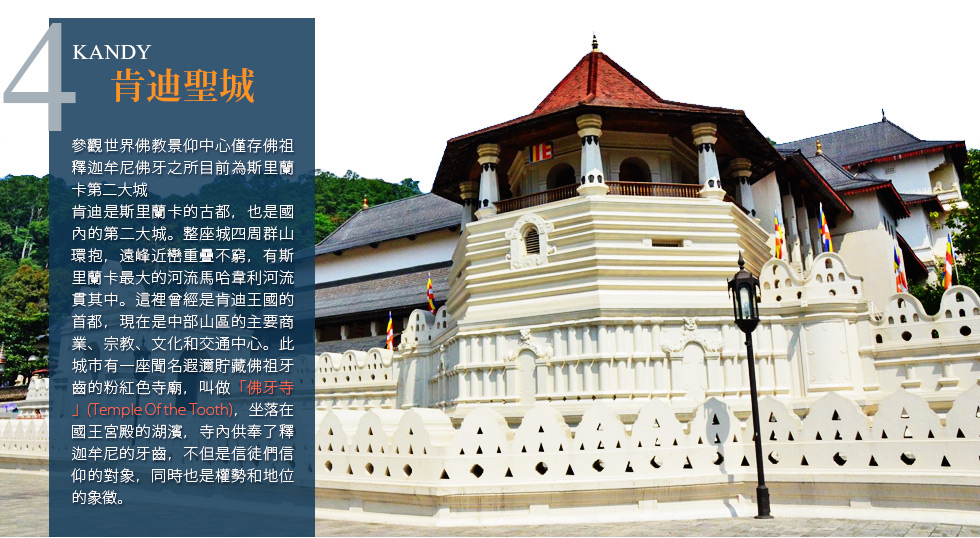 4
KANDY
肯迪聖城
參觀世界佛教景仰中心僅存佛祖
釋迦牟尼佛牙之所目前為斯里蘭
卡第二大城
肯迪是斯里蘭卡的古都，也是國
內的第二大城。整座城四周群山
環抱，遠峰近巒重疊不窮，有斯
里蘭卡最大的河流馬哈韋利河流
貫其中。這裡曾經是肯迪王國的
首都，現在是中部山區的主要商
業、宗教、文化和交通中心。此
城市有一座聞名遐邇貯藏佛祖牙
齒的粉紅色寺廟，叫做「佛牙寺
」(Temple Of the Tooth)，坐落在
國王宮殿的湖濱，寺內供奉了釋
迦牟尼的牙齒，不但是信徒們信
仰的對象，同時也是權勢和地位
的象徵。